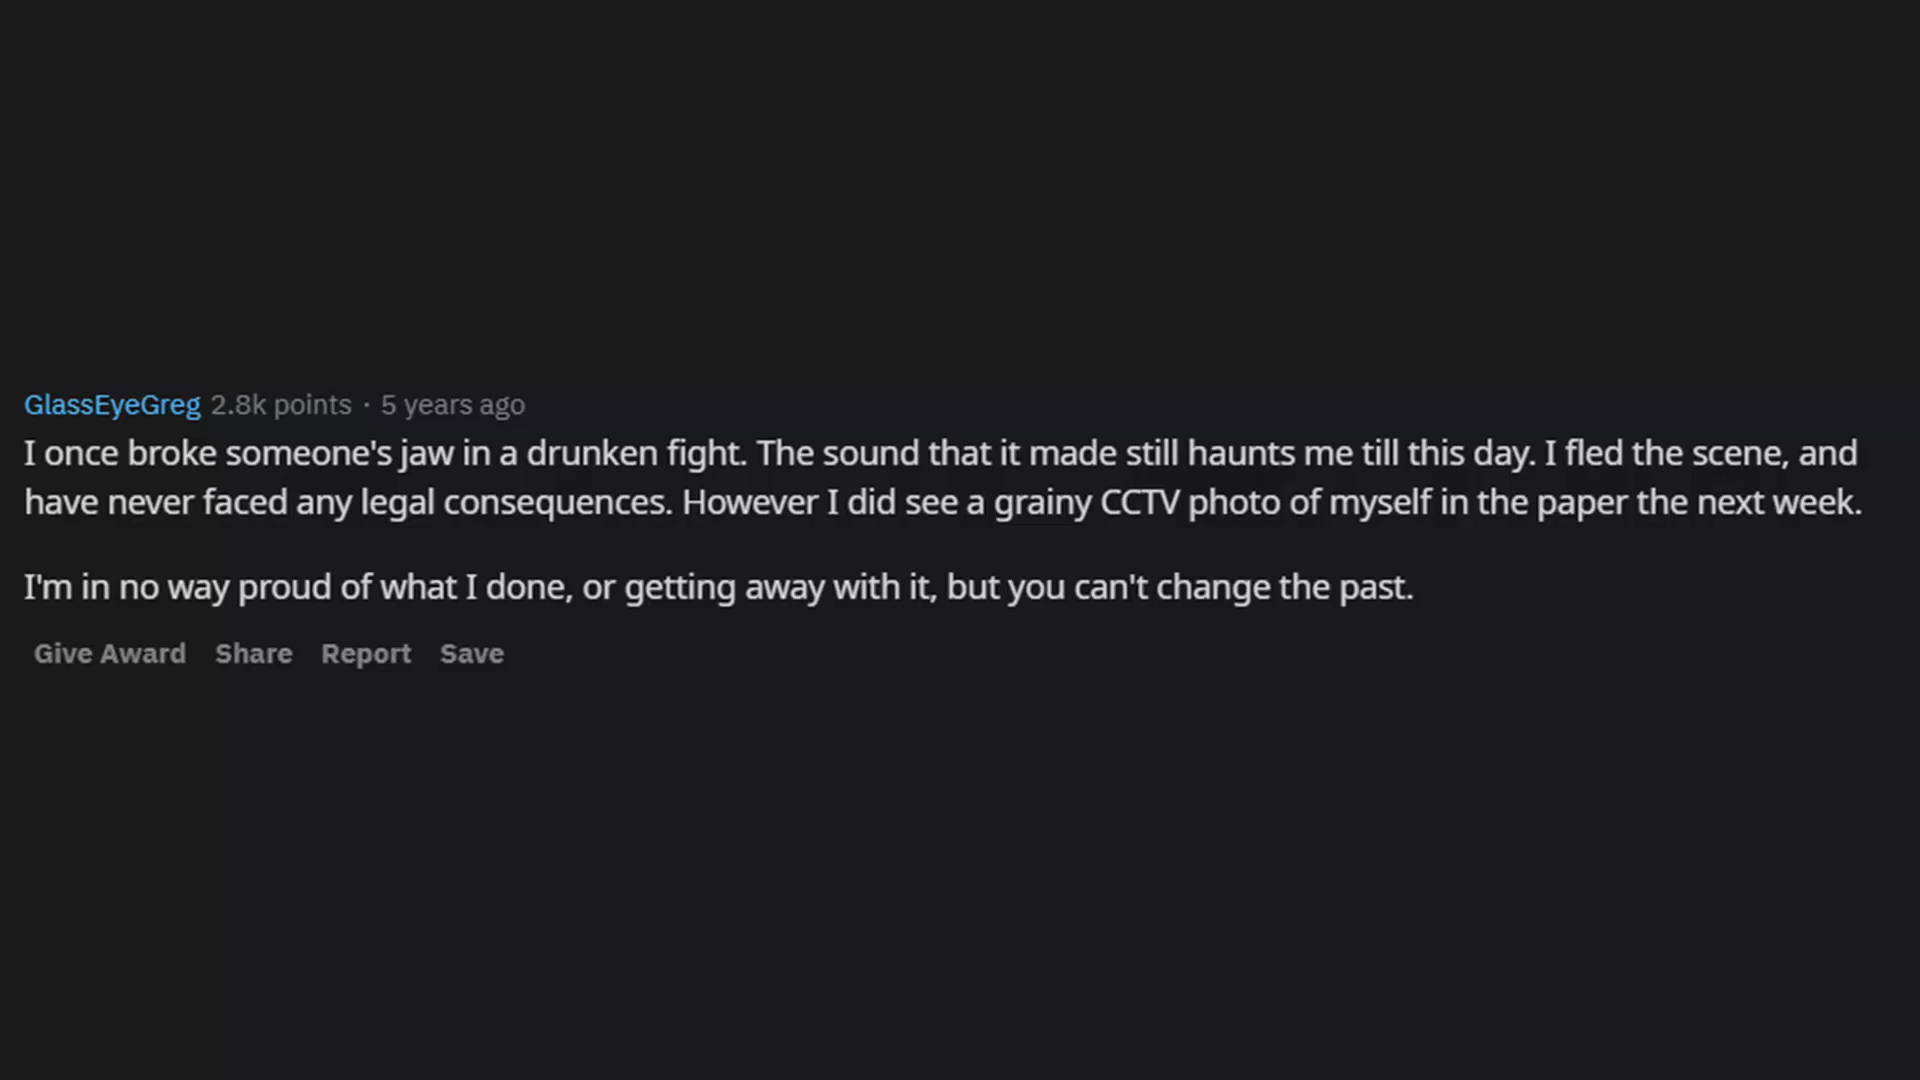 GlassEyeGreg 2.8k points · 5 years ago
I once broke someone's jaw in a drunken fight. The sound that it made still haunts me till this day. I fled the scene, and
have never faced any legal consequences. However I did see a grainy CCTV photo of myself in the paper the next week.
I'm in no way proud of what I done, or getting away with it, but you can't change the past.
Give Award Share Report Save